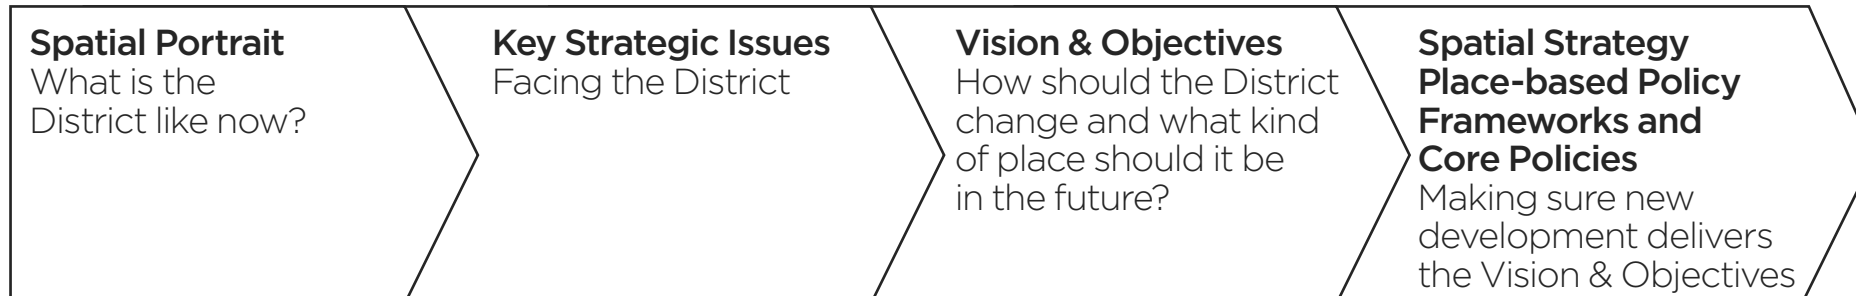 Spatial Portrait
What is the
District like now?
Key Strategic Issues
Facing the District
Vision & Objectives
How should the District
change and what kind
of place should it be
in the future?
Spatial Strategy
Place-based Policy
Frameworks and
Core Policies
Making sure new
development delivers
the Vision & Objectives